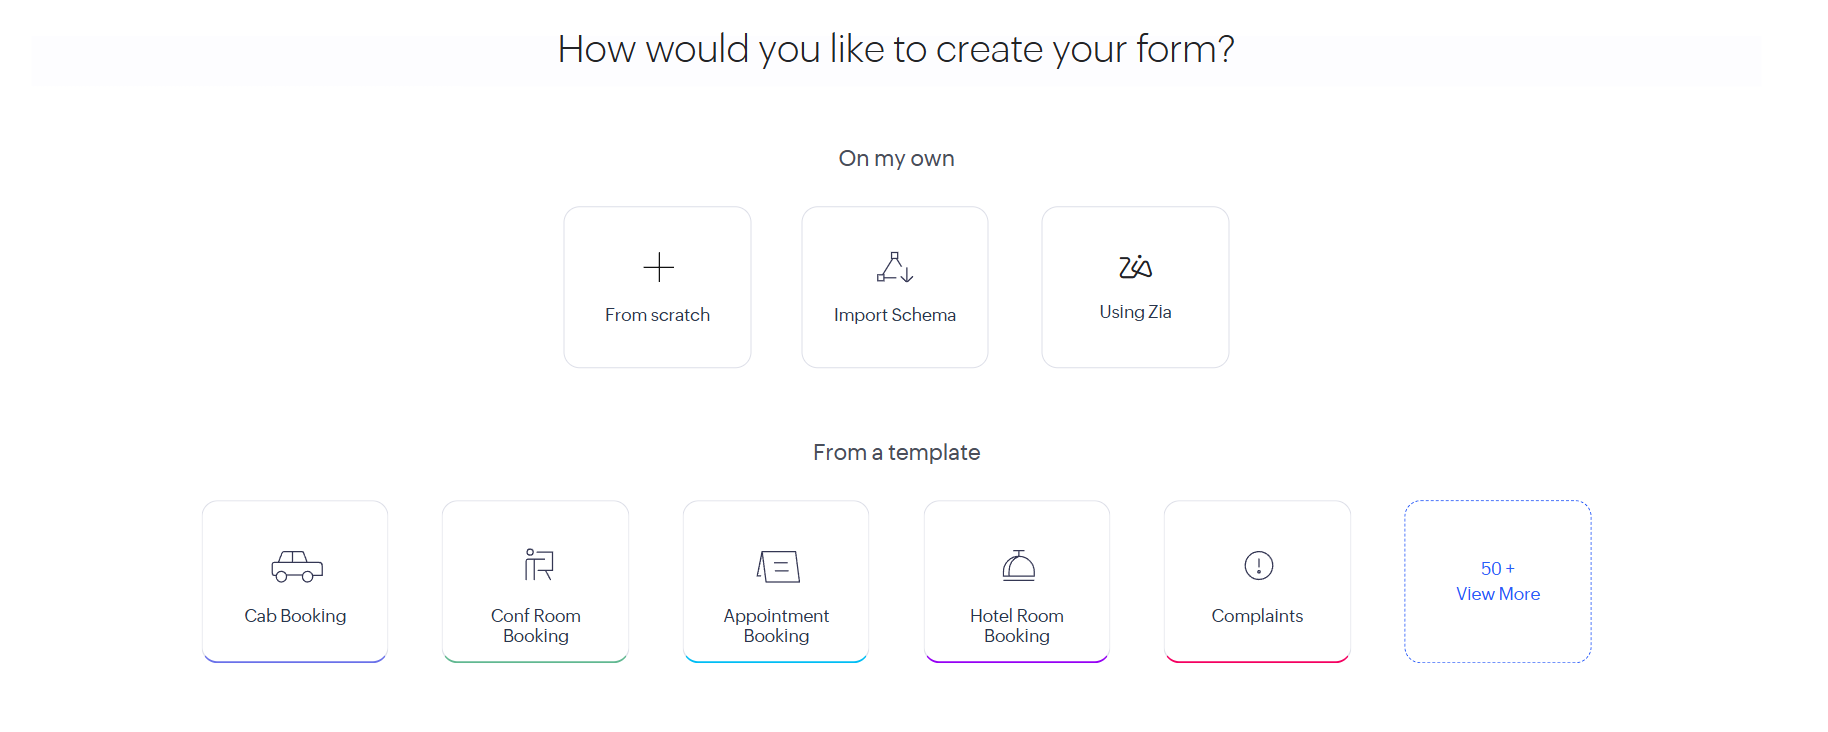 How would you like to create your form?
On my own
From scratch
Import Schema
Zia
Using Zia
From a template
Cab Booking
Conf Room
Booking
Appointment
Booking
Hotel Room
Booking
Complaints
50 +
View More